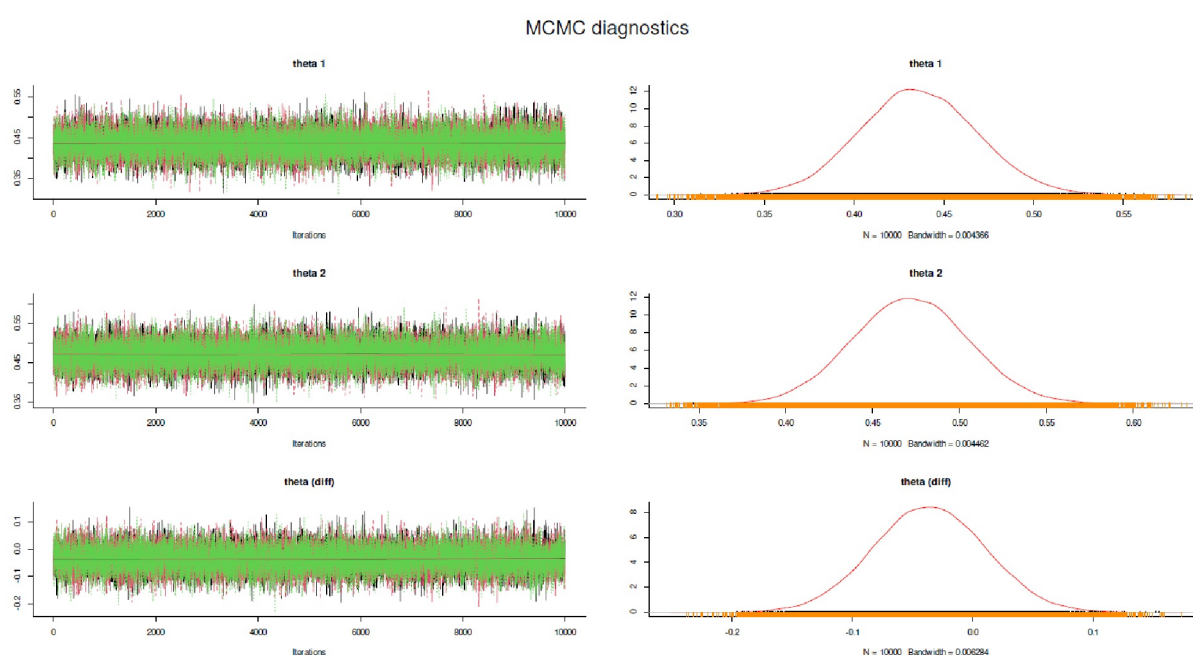 MCMC diagnostics
theta 1
0.35 0.45 0.55
0 2000 4000 6000 8000 10000
Iterations
theta 1
0 2 4 6 8 10 12
0.30 0.35 0.40 0.45 0.50 0.55
N = 10000 Bandwidth = 0.004366
theta 2
0.35 0.45 0.55
0 2000 4000 6000 8000 10000
Iterations
theta 2
0 2 4 6 8 10 12
0.35 0.40 0.45 0.50 0.55 0.60
N = 10000 Bandwidth = 0.004462
theta (diff)
-0.2 -0.1 0.0 0.1
0 2000 4000 6000 8000 10000
Iterations
theta (diff)
0 2 4 6 8
-0.2 -0.1 0.0 0.1
N = 10000 Bandwidth = 0.006284